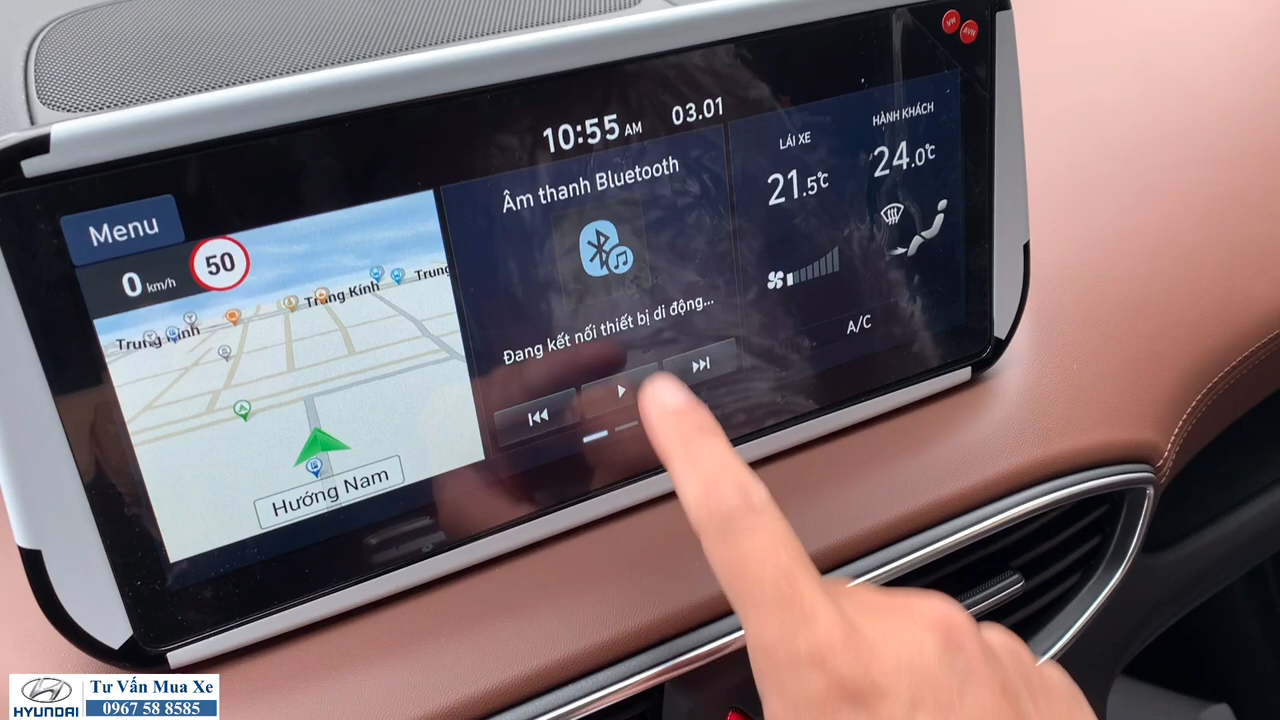 VN
AVN
10:55 AM
03.01
Menu
0 km/h
50
Trung Kính
Trung Kính
Trung
Hướng Nam
Âm thanh Bluetooth
Đang kết nối thiết bị di động...
LÁI XE
21.5℃
HÀNH KHÁCH
24.0℃
A/C
HYUNDAI
Tư Vấn Mua Xe
0967 58 8585